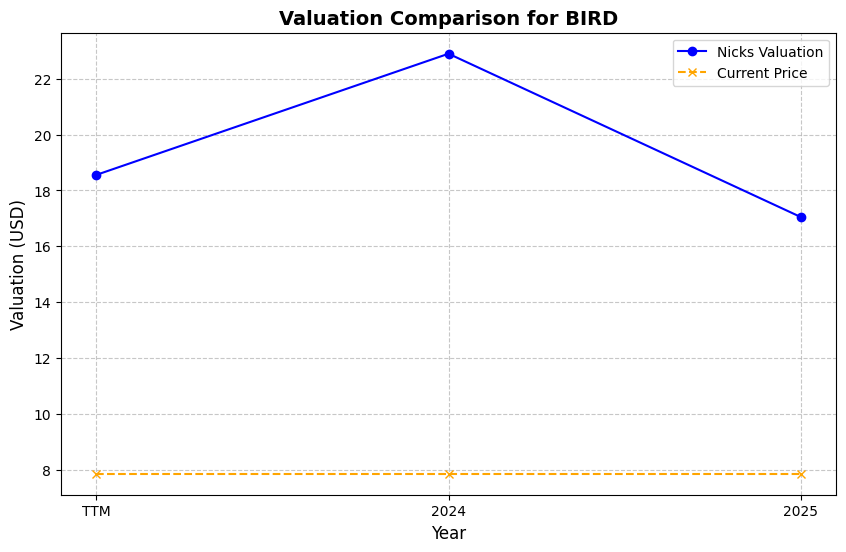 Valuation Comparison for BIRD
Nicks Valuation
Current Price
Valuation (USD)
22
20
18
16
14
12
10
8
TTM 2024 2025
Year